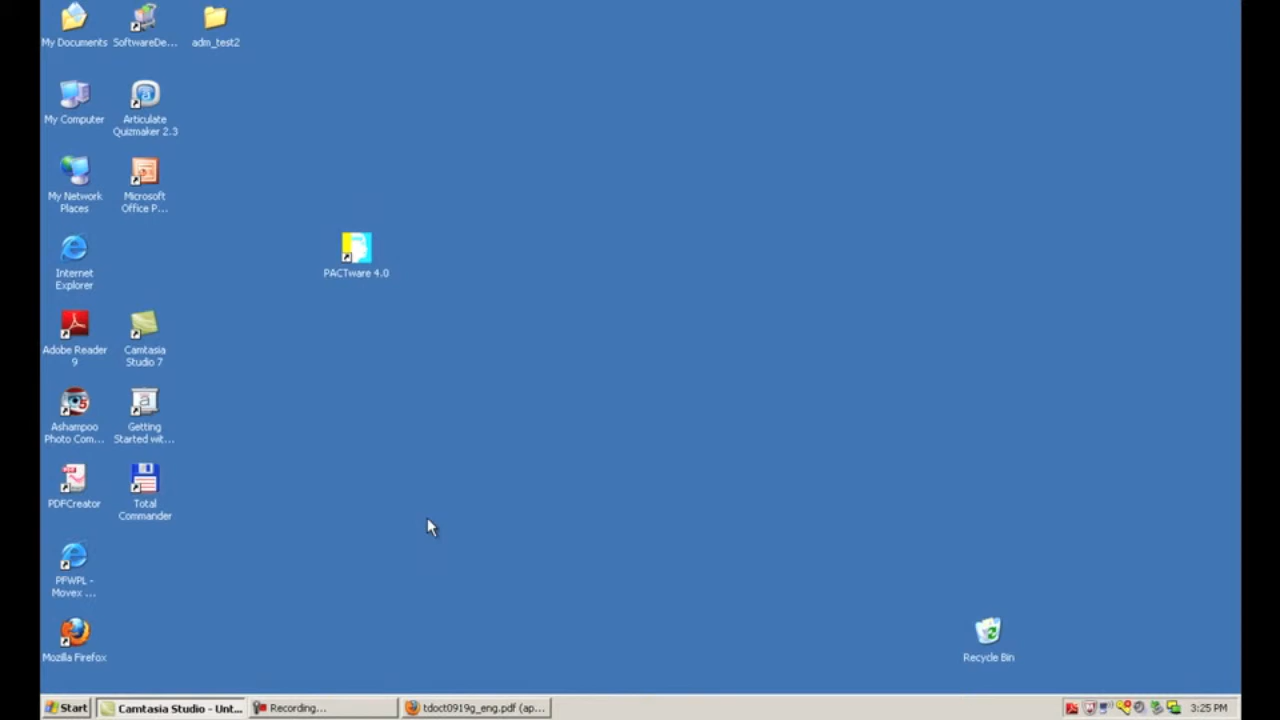 My Documents
SoftwareDe...
adm_test2
My Computer
Articulate
Quizmaker 2.3
My Network
Places
Microsoft
Office P...
Internet
Explorer
PACTware 4.0
Adobe Reader
9
Camtasia
Studio 7
Ashampoo
Photo Com...
Getting
Started wit...
PDFCreator
Total
Commander
PFWPL -
Movex ...
Mozilla Firefox
Recycle Bin
Start
Camtasia Studio - Unt...
Recording...
tdoct0919g_eng.pdf (ap...
3:25 PM